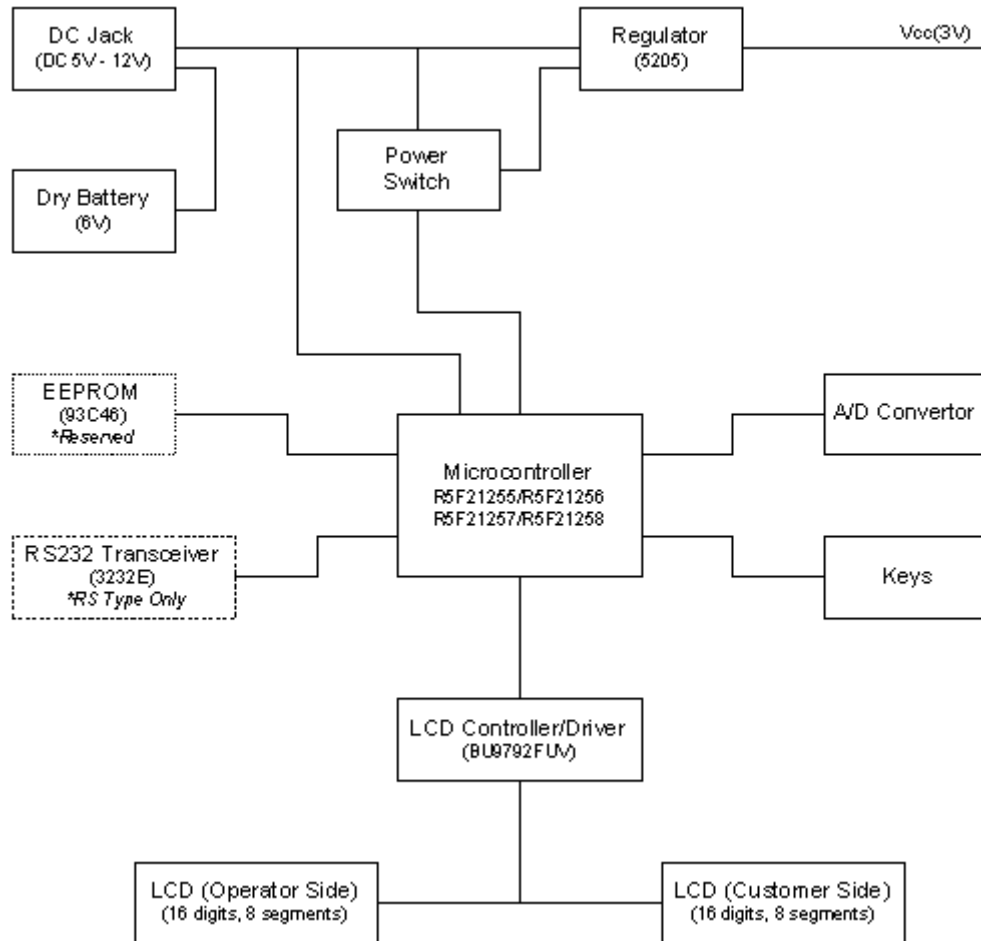 DC Jack
(DC 5V - 12V)
Regulator
(5205)
Vcc(3V)
Power
Switch
Dry Battery
(6V)
EEPROM
(93C46)
*Reserved
A/D Convertor
Microcontroller
R5F21255/R5F21256
R5F21257/R5F21258
RS232 Transceiver
(3232E)
*RS Type Only
Keys
LCD Controller/Driver
(BU9792FUV)
LCD (Operator Side)
(16 digits, 8 segments)
LCD (Customer Side)
(16 digits, 8 segments)